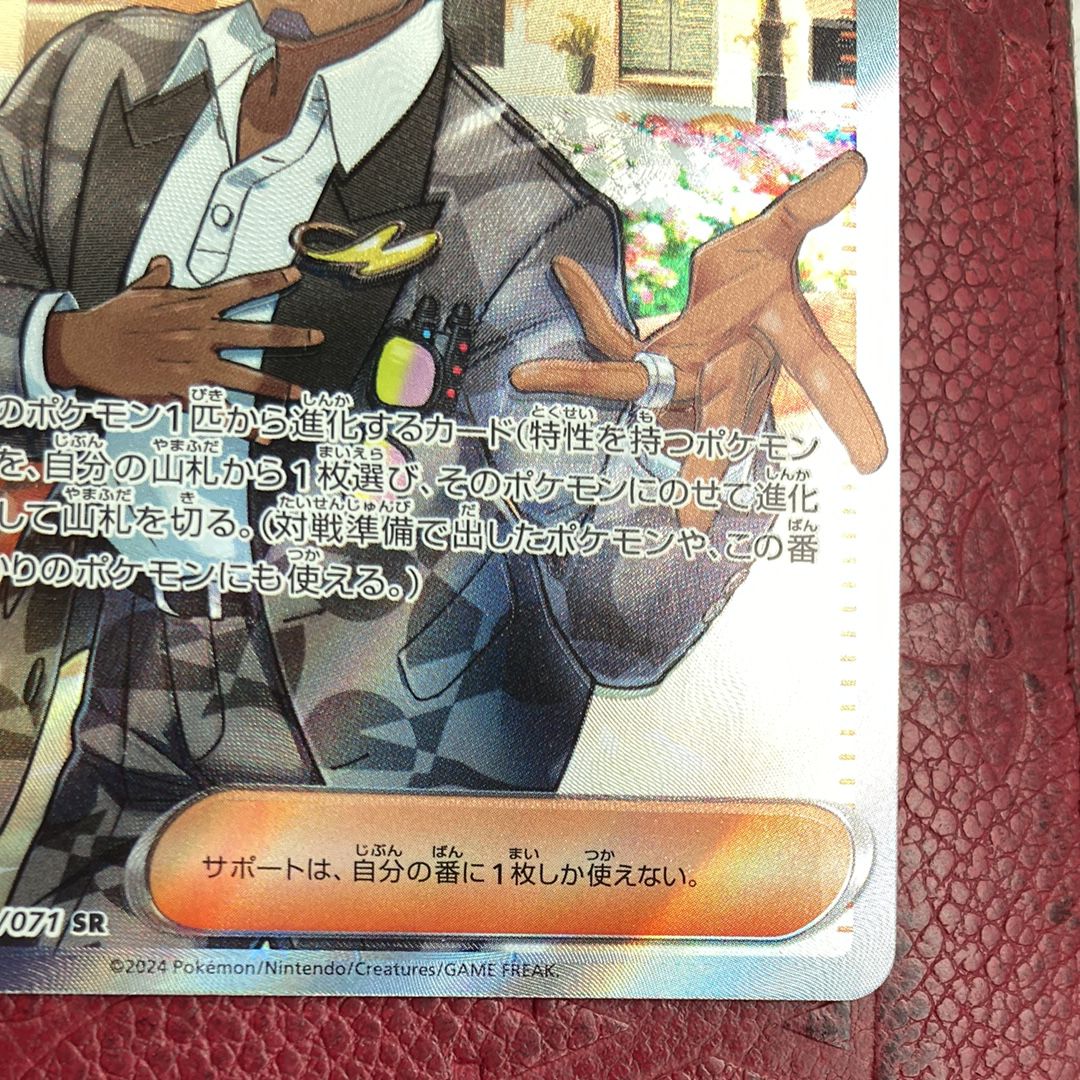 のポケモン1匹から進化するカード(特性を持つポケモン
を、自分の山札から1枚選び、そのポケモンにのせて進化
して山札を切る。(対戦準備で出したポケモンや、この番
かりのポケモンにも使える。)
サポートは、自分の番に1枚しか使えない。
/071 SR
©2024 Pokémon/Nintendo/Creatures/GAME FREAK.